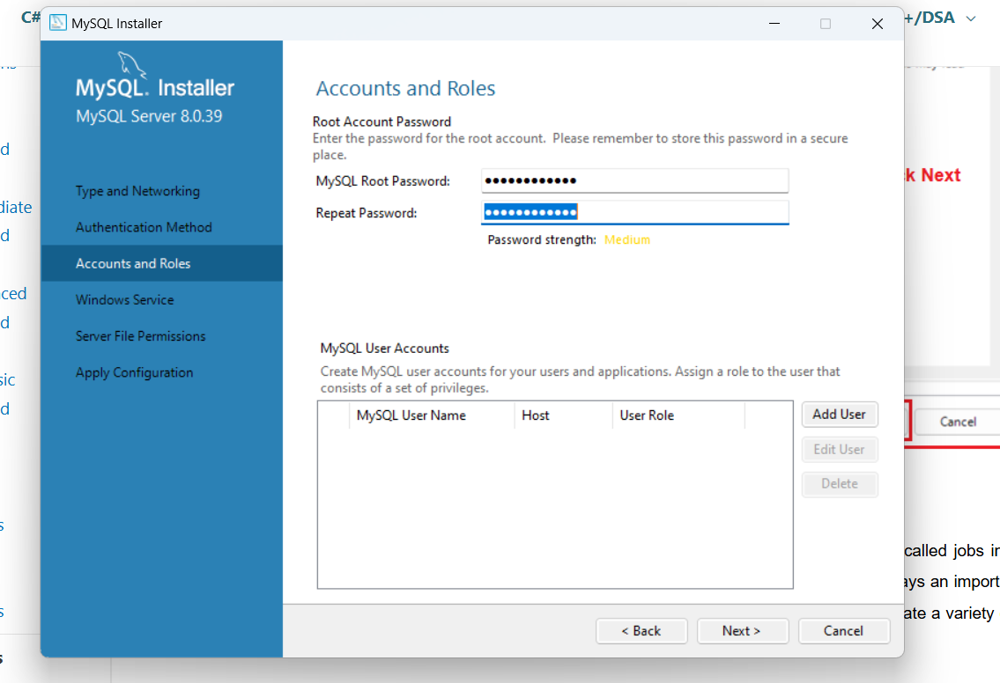 C#
MySQL Installer
+/DSA
MySQL. Installer
MySQL Server 8.0.39
Type and Networking
Authentication Method
Accounts and Roles
Windows Service
Server File Permissions
Apply Configuration
Accounts and Roles
Root Account Password
Enter the password for the root account. Please remember to store this password in a secure
place.
MySQL Root Password:
Repeat Password:
Password strength: Medium
MySQL User Accounts
Create MySQL user accounts for your users and applications. Assign a role to the user that
consists of a set of privileges.
MySQL User Name Host User Role
Add User
Edit User
Delete
< Back Next > Cancel
d
diate
d
ced
d
sic
d
s
s
s
k Next
Cancel
called jobs in
ays an import
ate a variety